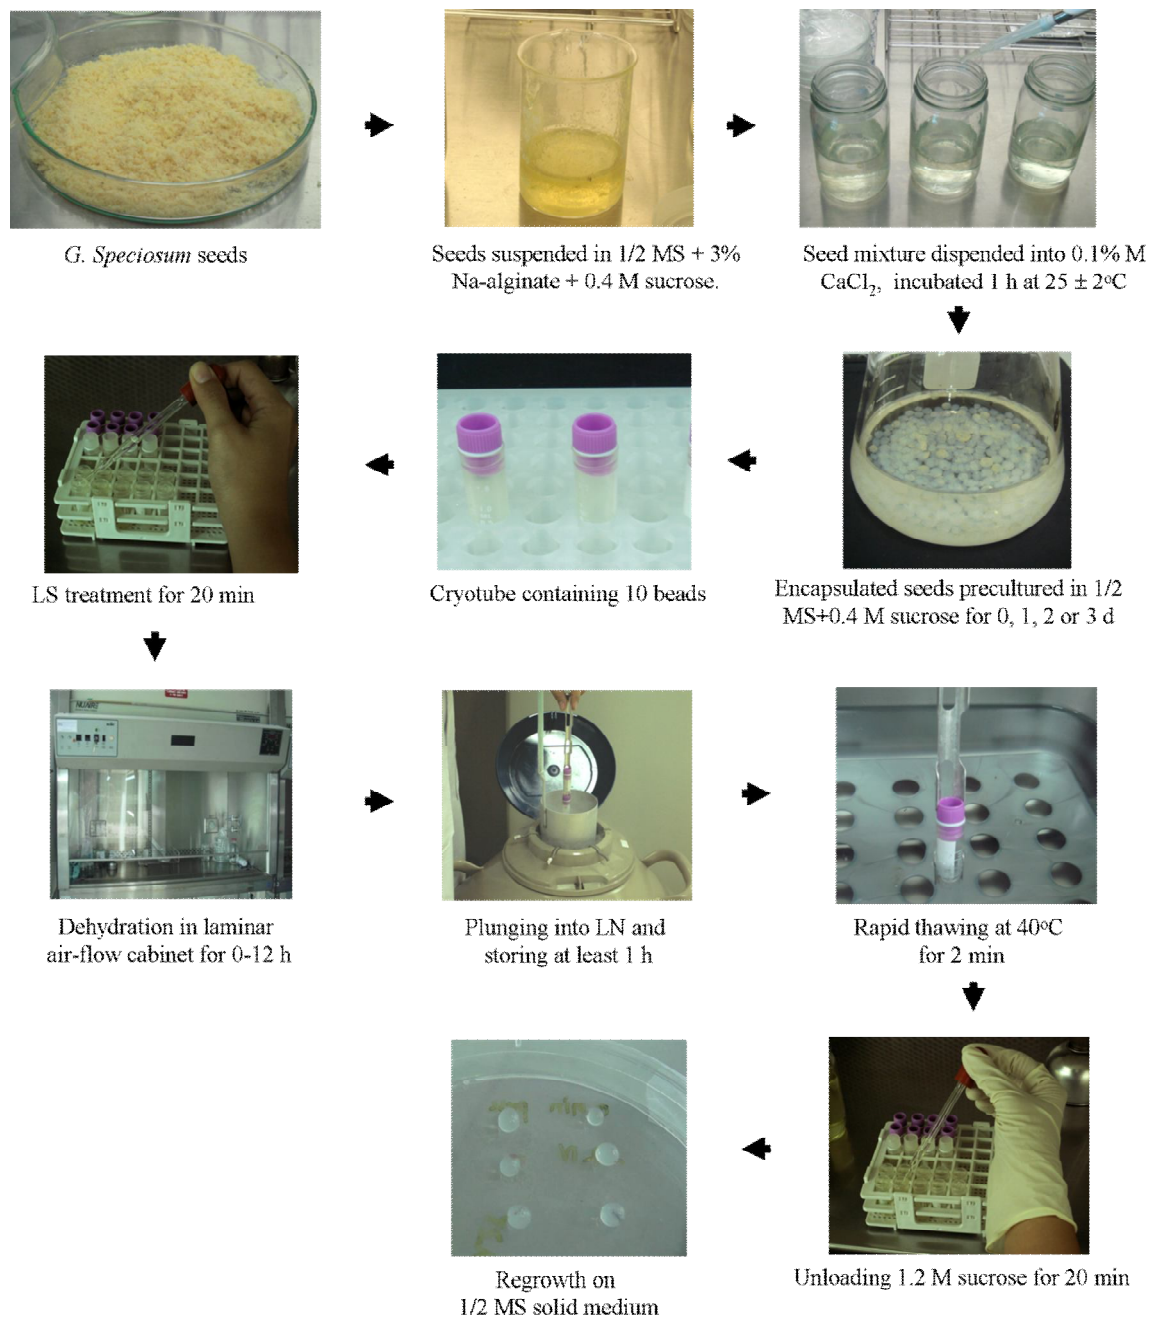 G. Speciosum seeds
Seeds suspended in 1/2 MS + 3%
Na-alginate + 0.4 M sucrose.
Seed mixture dispended into 0.1% M
CaCl2, incubated 1 h at 25 ± 2°C
Encapsulated seeds precultured in 1/2
MS+0.4 M sucrose for 0, 1, 2 or 3 d
Cryotube containing 10 beads
LS treatment for 20 min
NUAIRE
Dehydration in laminar
air-flow cabinet for 0-12 h
Plunging into LN and
storing at least 1 h
Rapid thawing at 40°C
for 2 min
Unloading 1.2 M sucrose for 20 min
Regrowth on
1/2 MS solid medium